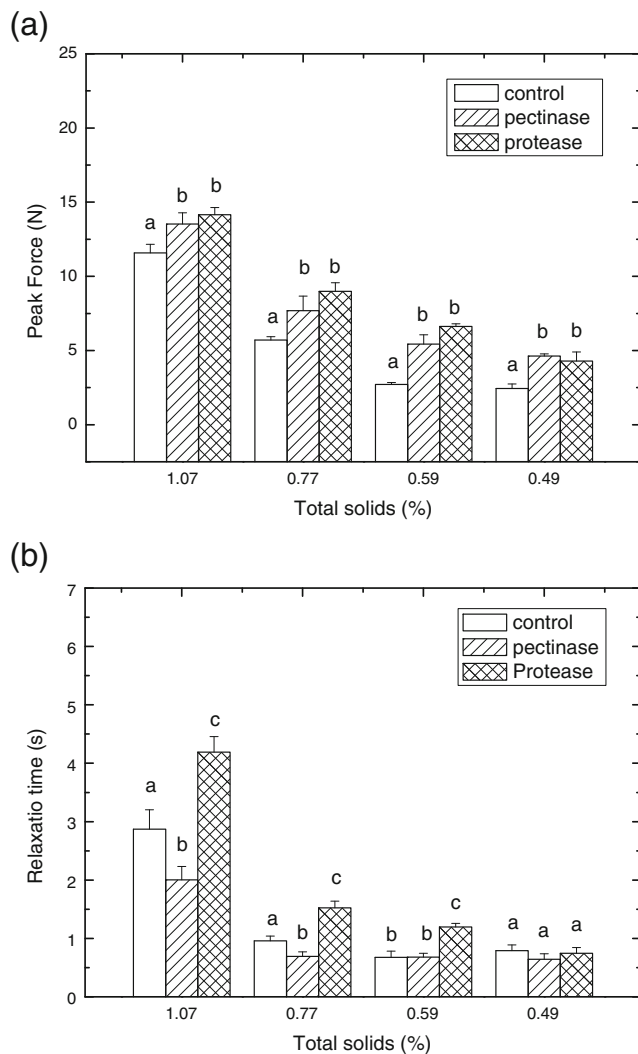 (a)
25
20
15
10
5
0
Peak Force (N)
control
pectinase
protease
a b b
a b b
a b b
a b b
1.07 0.77 0.59 0.49
Total solids (%)
(b)
7
6
5
4
3
2
1
0
Relaxatio time (s)
control
pectinase
Protease
a b c
a b c
b b c
a a a
1.07 0.77 0.59 0.49
Total solids (%)